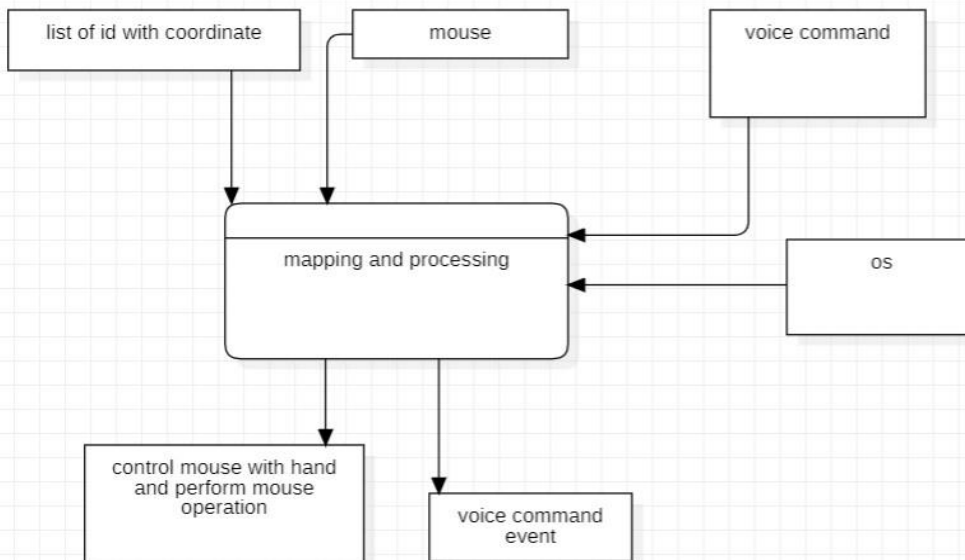 list of id with coordinate
mouse
voice command
mapping and processing
os
control mouse with hand
and perform mouse
operation
voice command
event